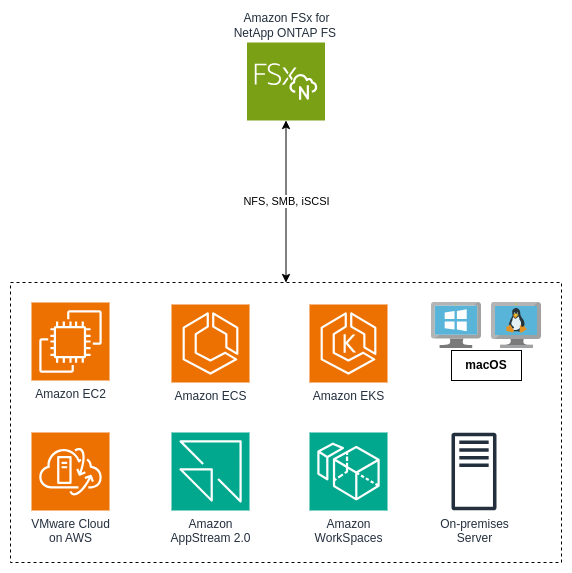 Amazon FSx for
NetApp ONTAP FS
FSx
N
NFS, SMB, iSCSI
K
Amazon EC2
Amazon ECS
Amazon EKS
macOS
VMware Cloud
on AWS
Amazon
AppStream 2.0
Amazon
WorkSpaces
On-premises
Server